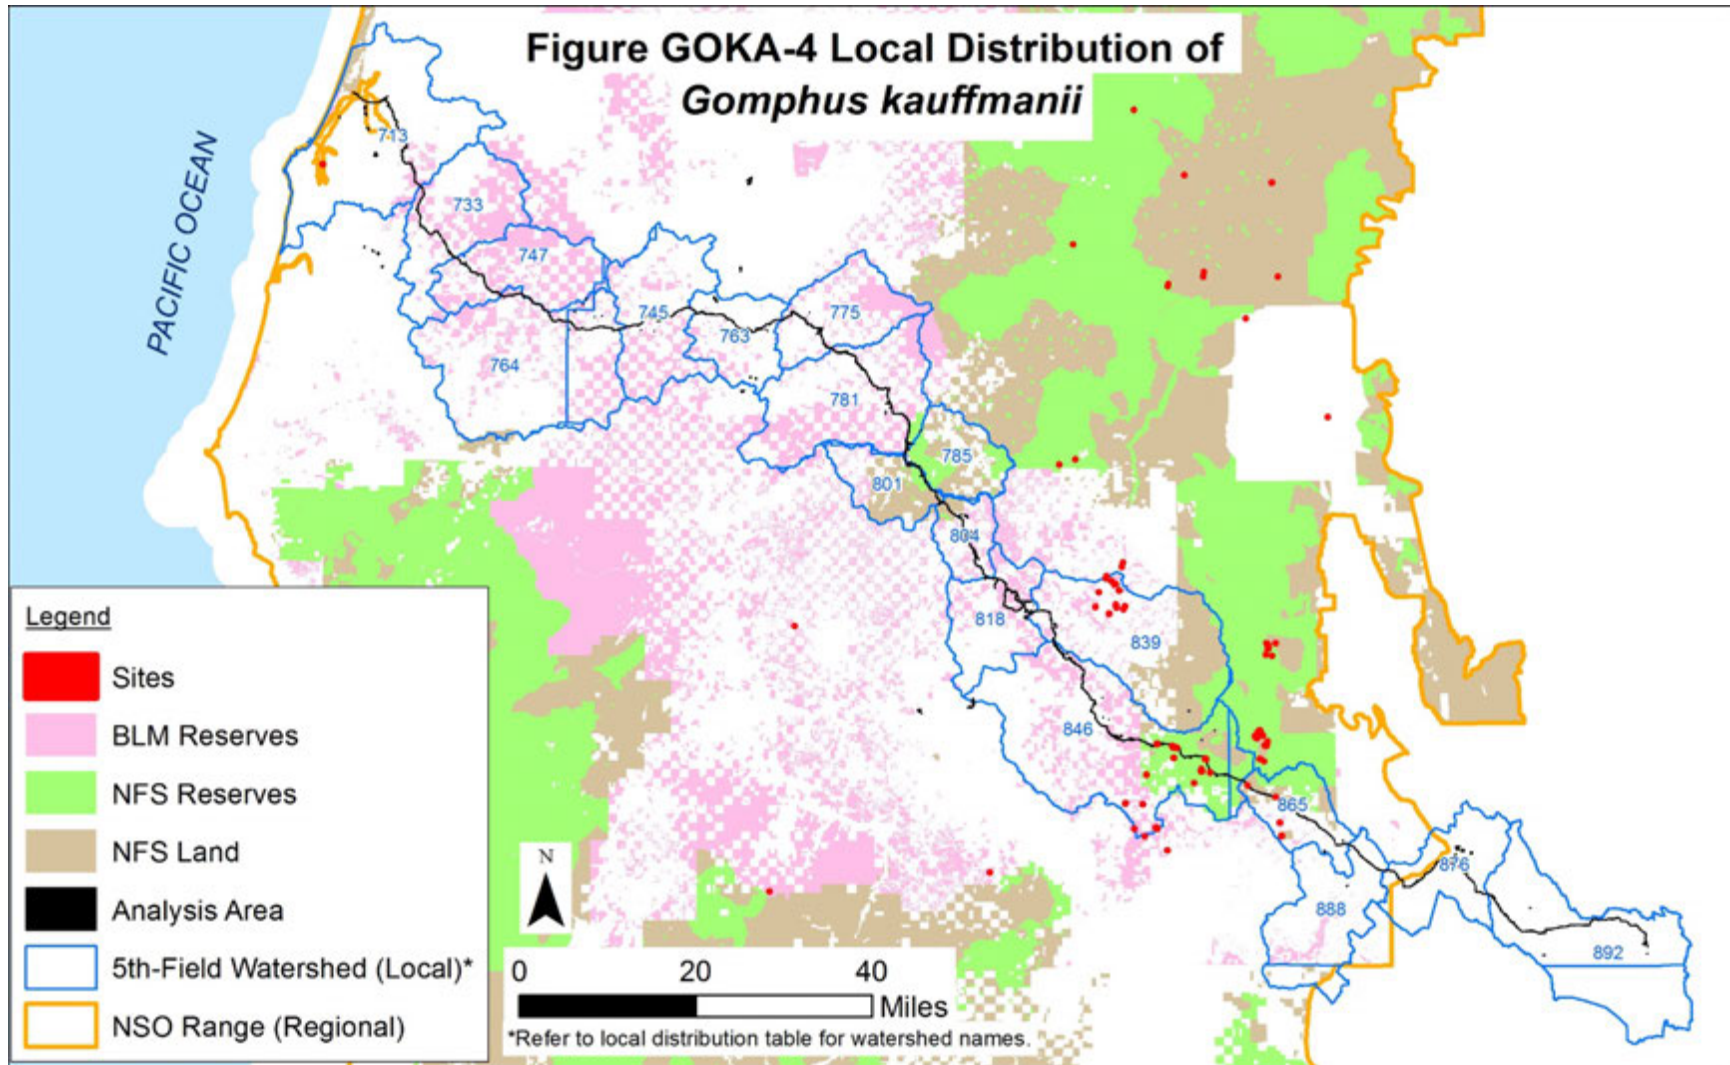 Figure GOKA-4 Local Distribution of
Gomphus kauffmanii
PACIFIC OCEAN
713
733
747
745
775
763
764
781
785
801
804
818
839
846
865
876
888
892
Legend
Sites
BLM Reserves
NFS Reserves
NFS Land
Analysis Area
5th-Field Watershed (Local)*
NSO Range (Regional)
N
0 20 40
Miles
*Refer to local distribution table for watershed names.